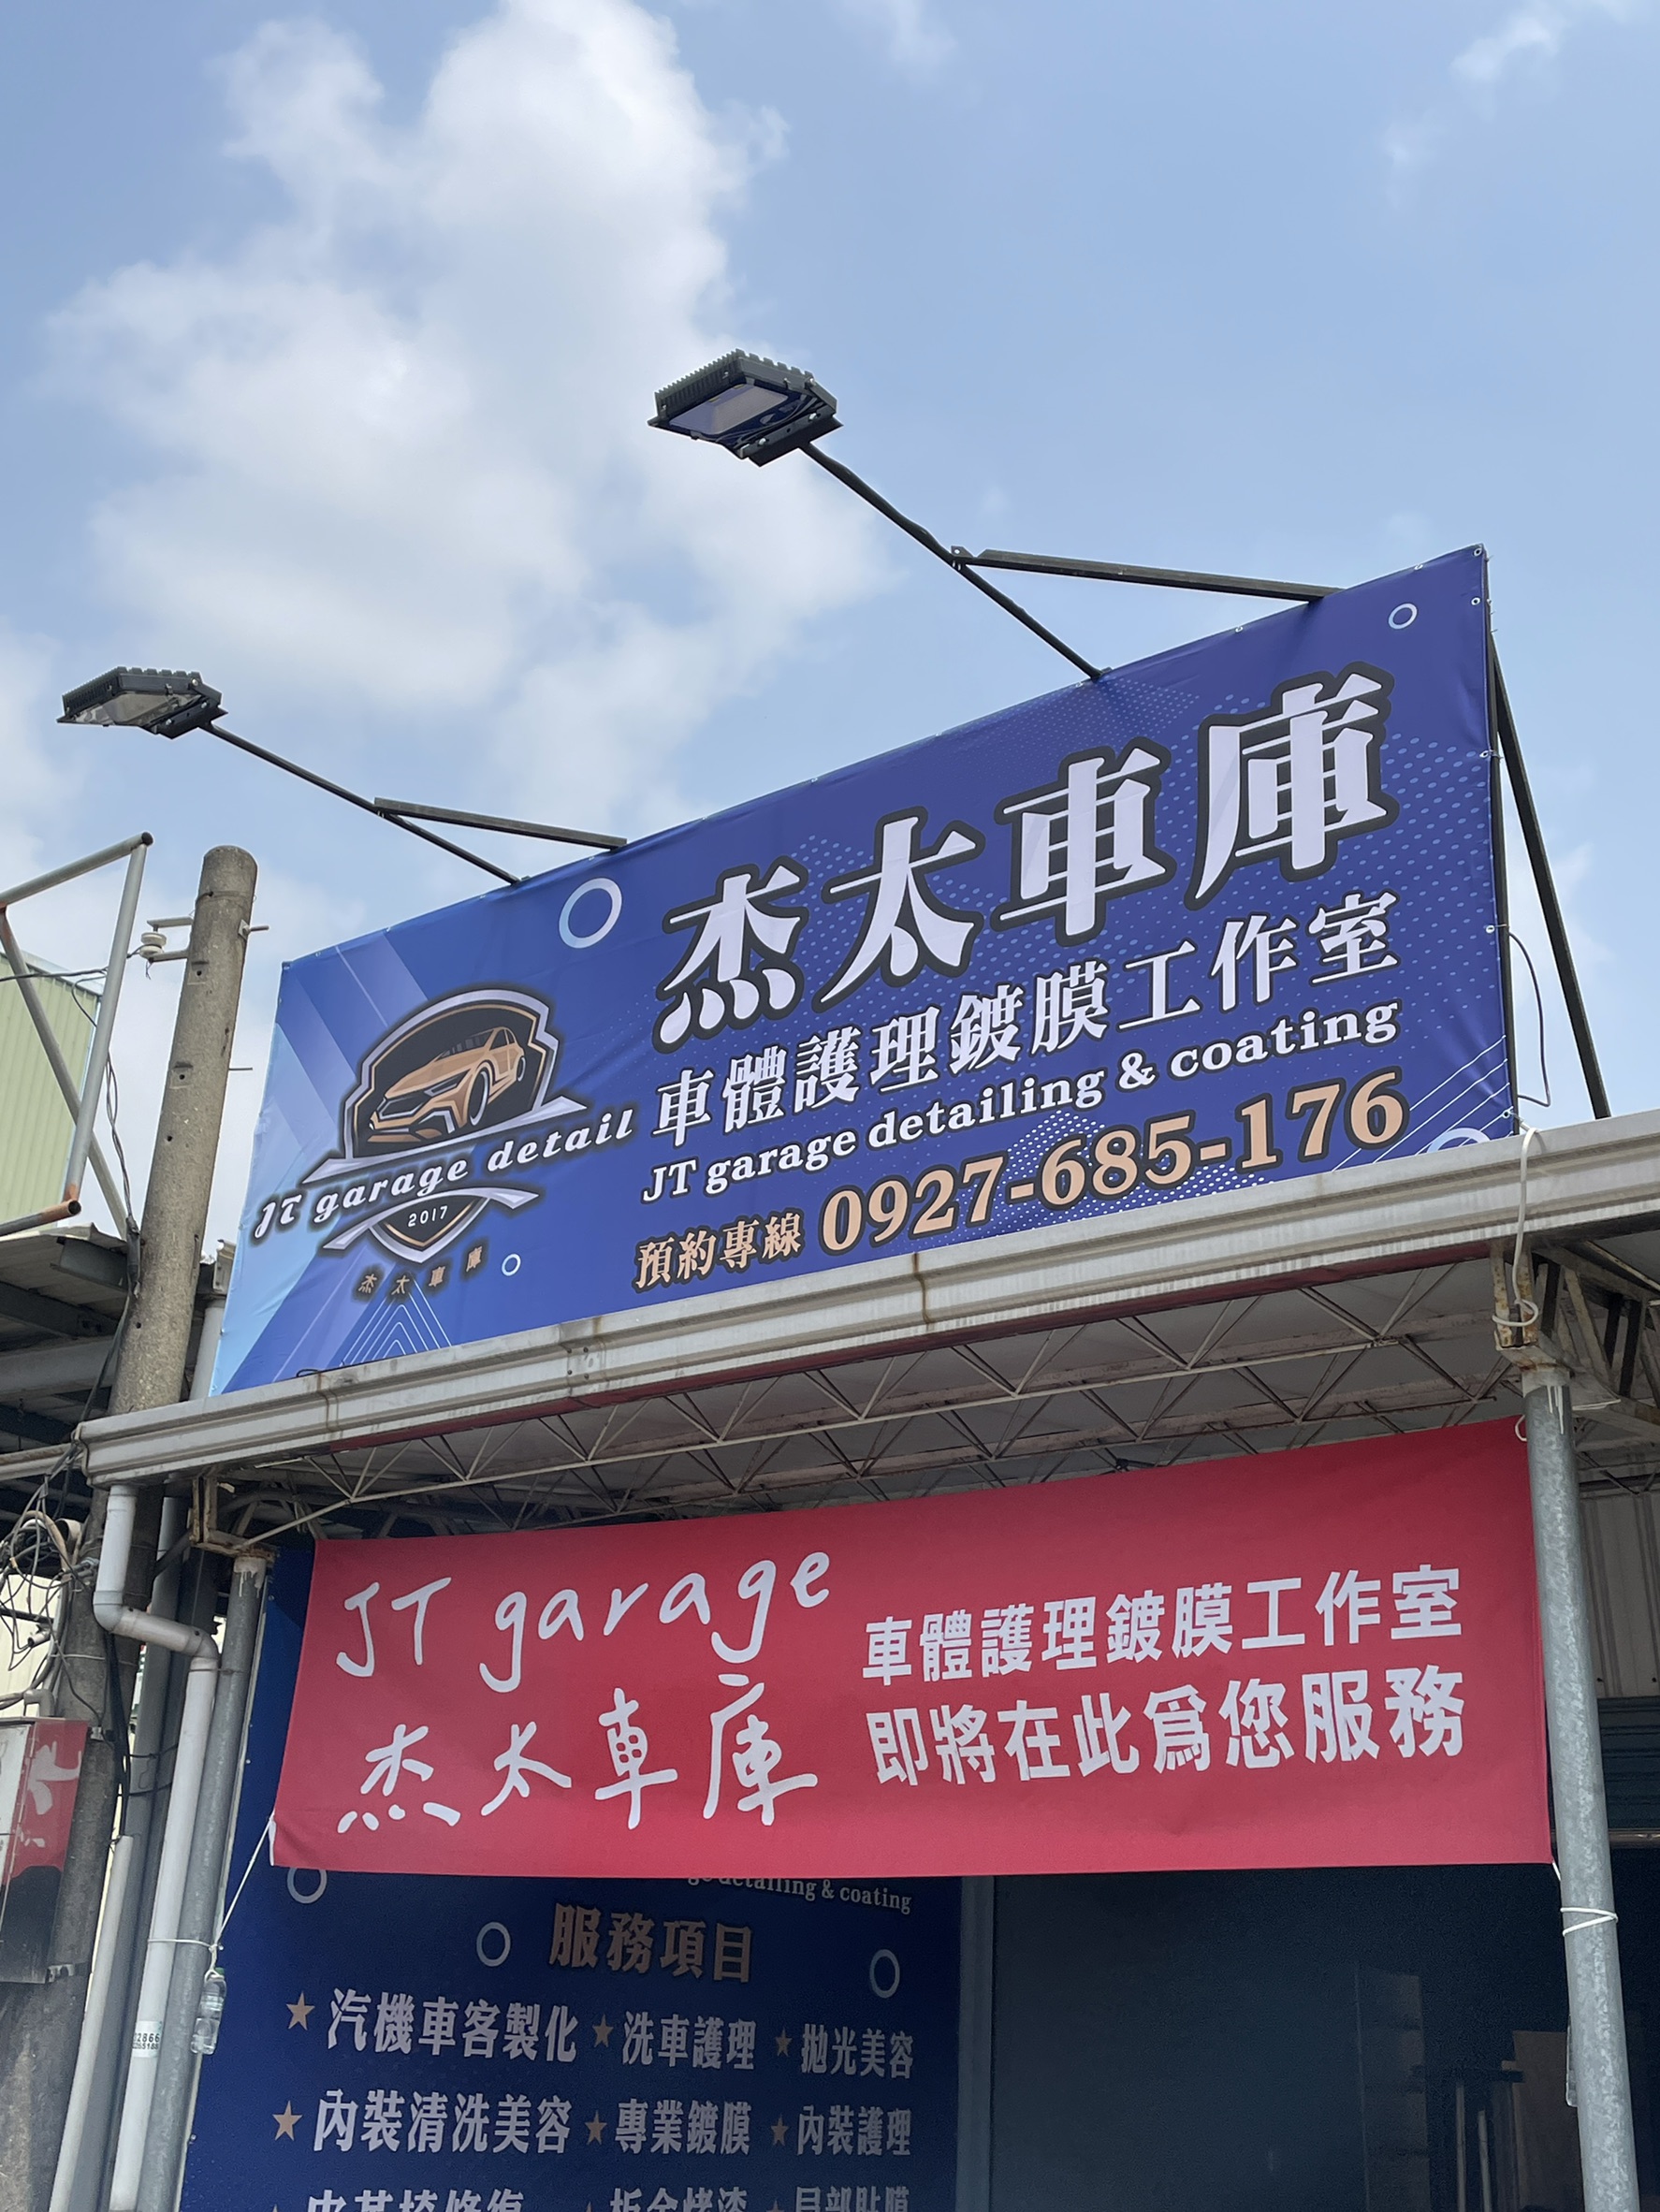 杰太車庫
車體護理鍍膜工作室
JT garage detailing & coating
預約專線 0927-685-176
JT garage detail
2017
杰太車庫
JT garage
杰太車庫
車體護理鍍膜工作室
即將在此爲您服務
detailing & coating
服務項目
★汽機車客製化 ★洗車護理 ★拋光美容
★內裝清洗美容 ★專業鍍膜 ★內裝護理